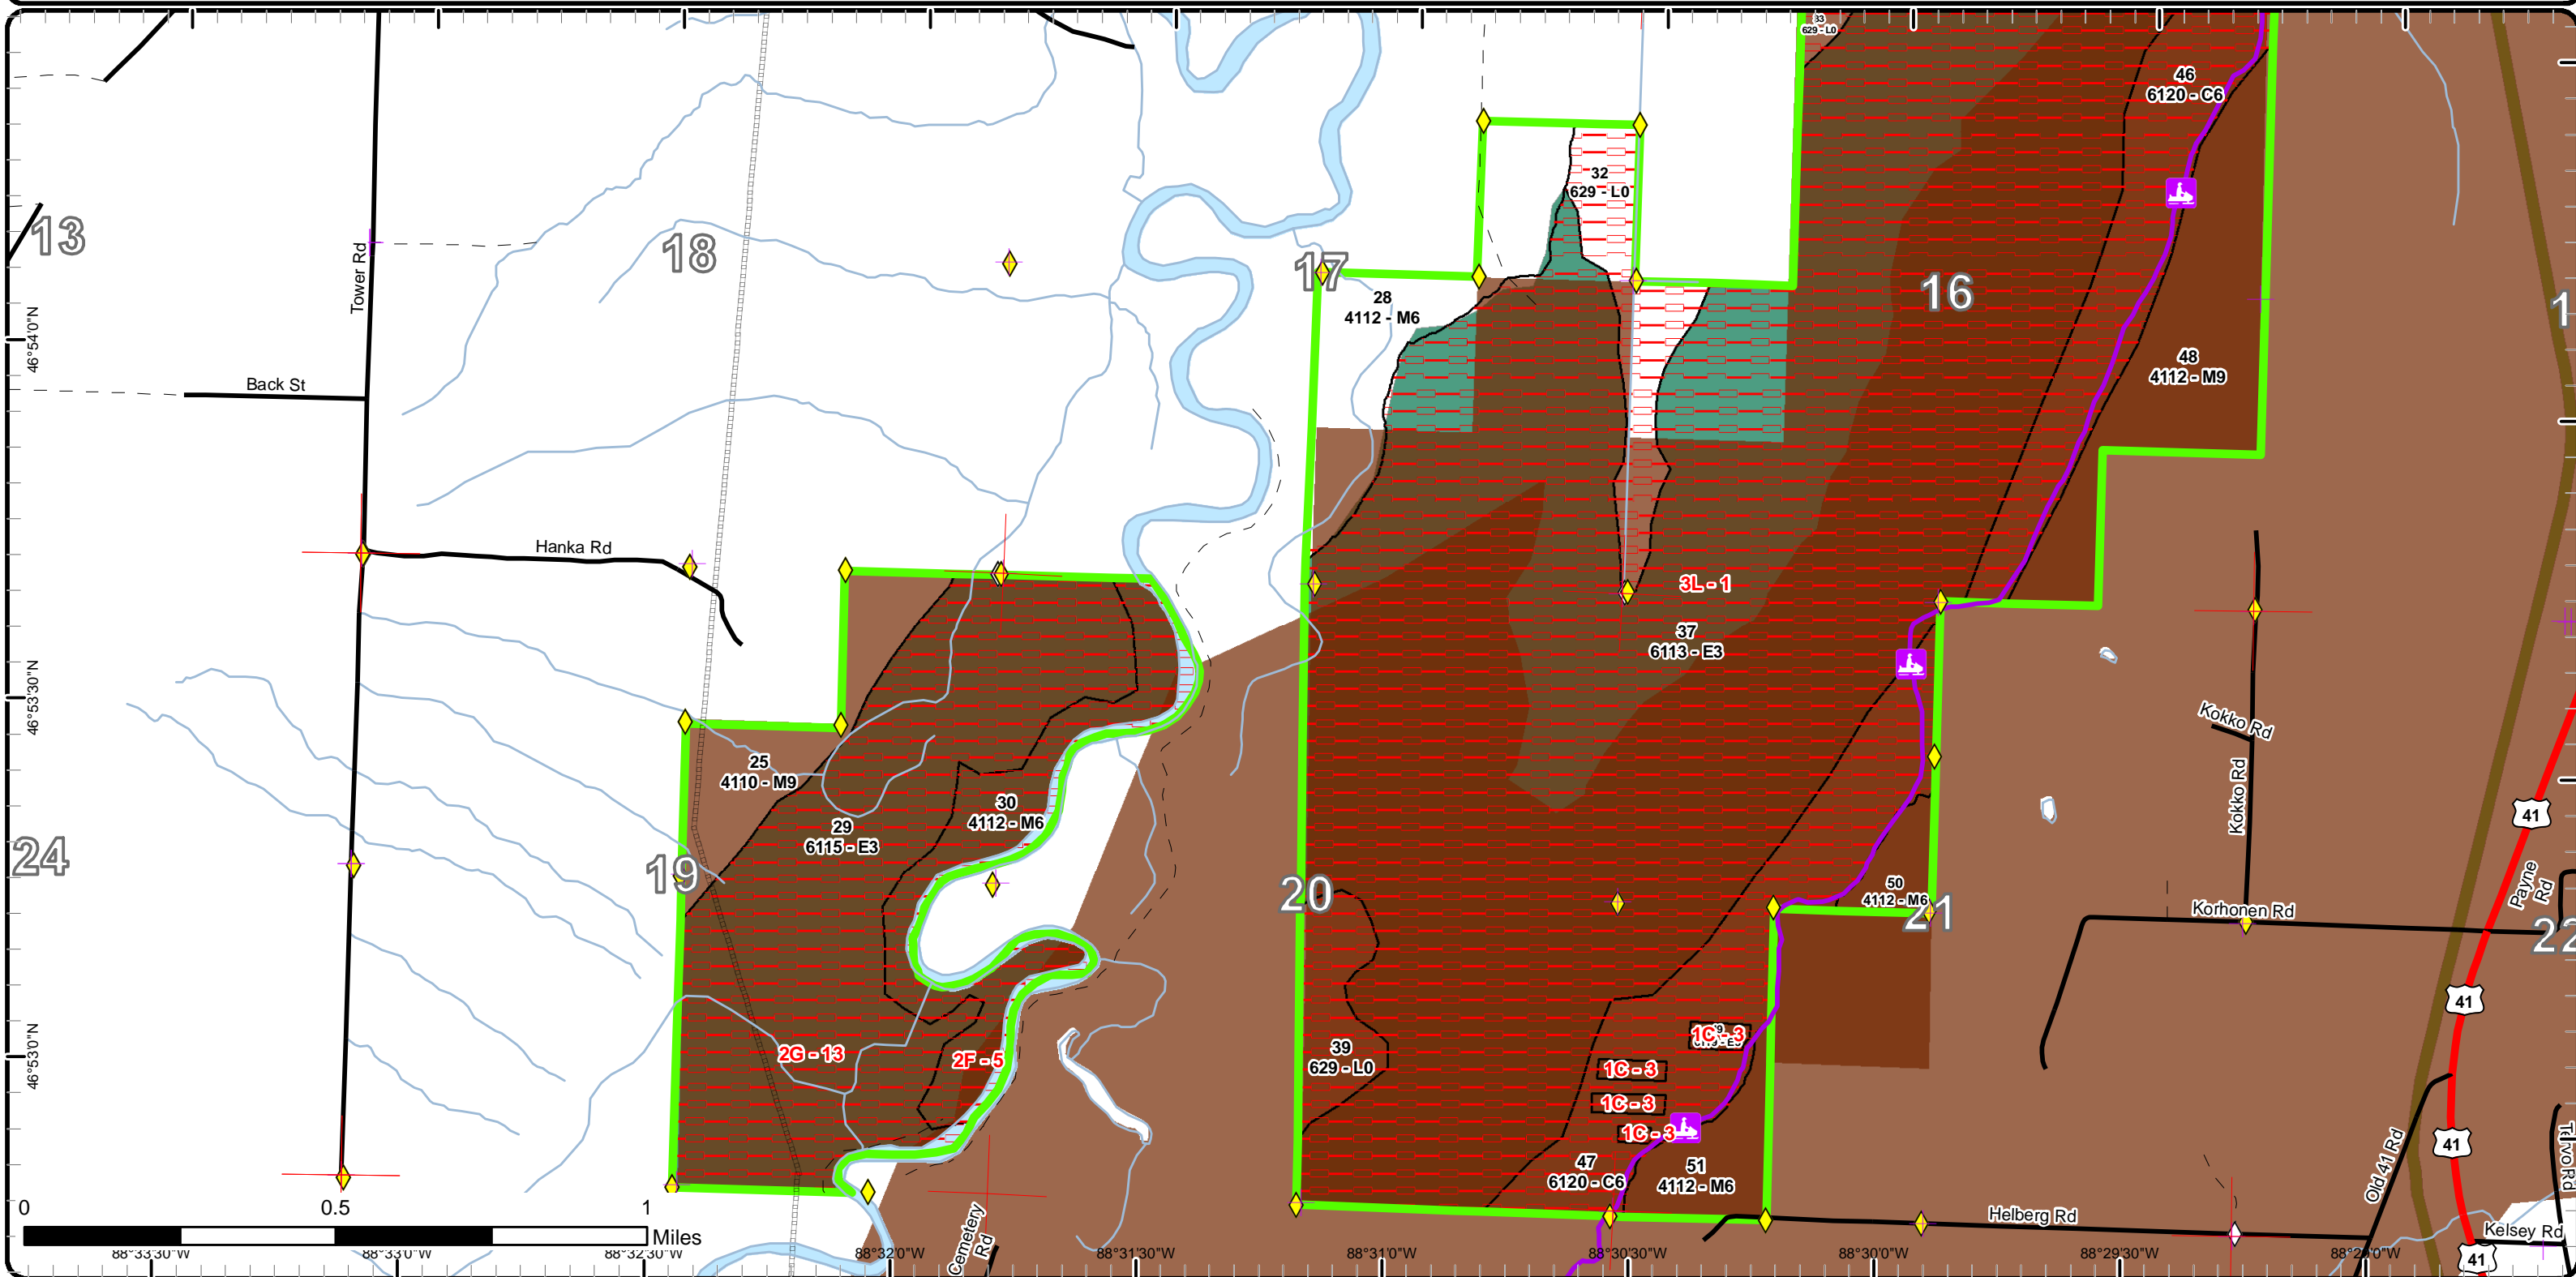 33
629 - L0
46
6120 - C6
32
629 - L0
13
18
17
16
Tower Rd
28
4112 - M6
46°54'0"N
48
4112 - M9
Back St
Hanka Rd
3L - 1
37
6113 - E3
46°53'30"N
25
4110 - M9
30
4112 - M6
29
6115 - E3
Kokko Rd
Kokko Rd
41
24
19
20
50
4112 - M6
21
Korhonen Rd
Payne
Rd
22
41
46°53'0"N
2G - 13
2F - 5
39
629 - L0
1C - 3
1C - 3
1C - 3
1C - 3
47
6120 - C6
51
4112 - M6
41
Old 41 Rd
Tervo Rd
0
0.5
1
Miles
Cemetery
Rd
Helberg Rd
Kelsey Rd
41
88°33'30"W
88°33'0"W
88°32'30"W
88°32'0"W
88°31'30"W
88°31'0"W
88°30'30"W
88°30'0"W
88°29'30"W
88°29'0"W